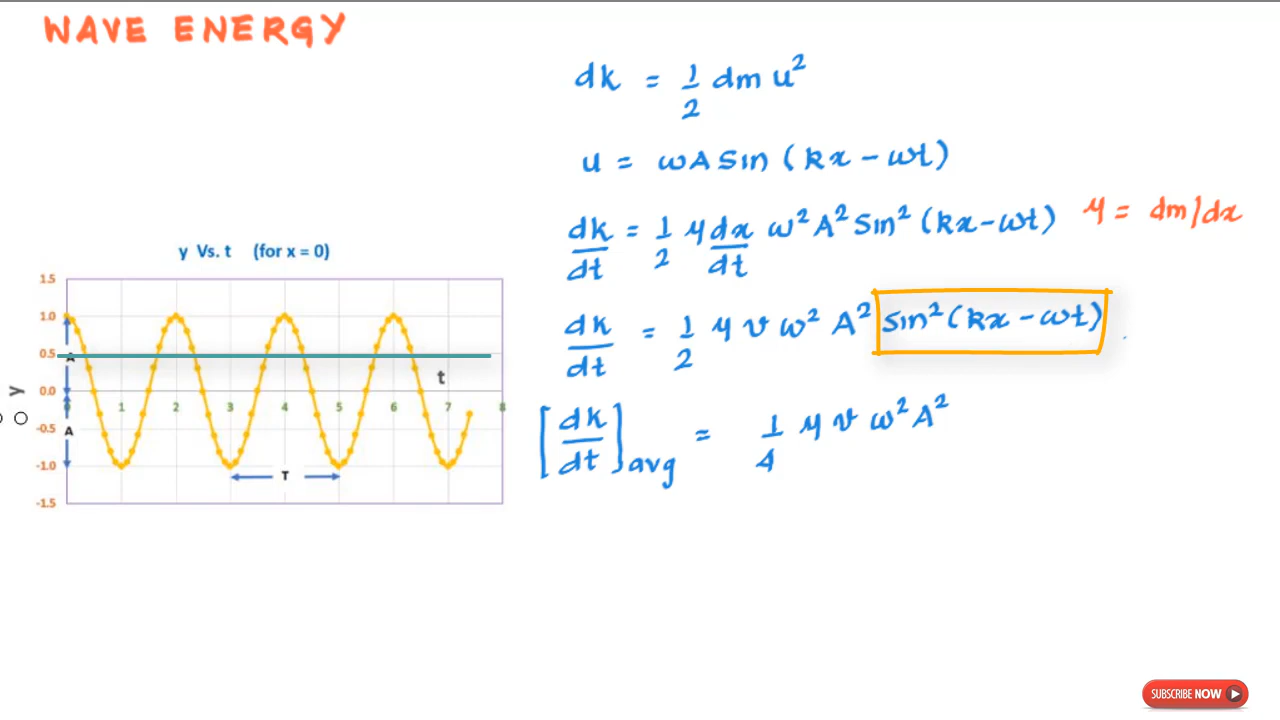 WAVE ENERGY
dk = 1/2 dm u²
u = ωA Sin (kx - ωt)
dk/dt = 1/2 μ dx/dt ω² A² Sin² (kx-ωt) μ = dm/dx
dk/dt = 1/2 μ v ω² A² Sin² (kx - ωt)
[dk/dt]avg = 1/4 μ v ω² A²
y Vs. t (for x = 0)
1.5
1.0
0.5 A
t
y 0.0
0 1 2 3 4 5 6 7 8
-0.5 A
-1.0
T
-1.5
SUBSCRIBE NOW